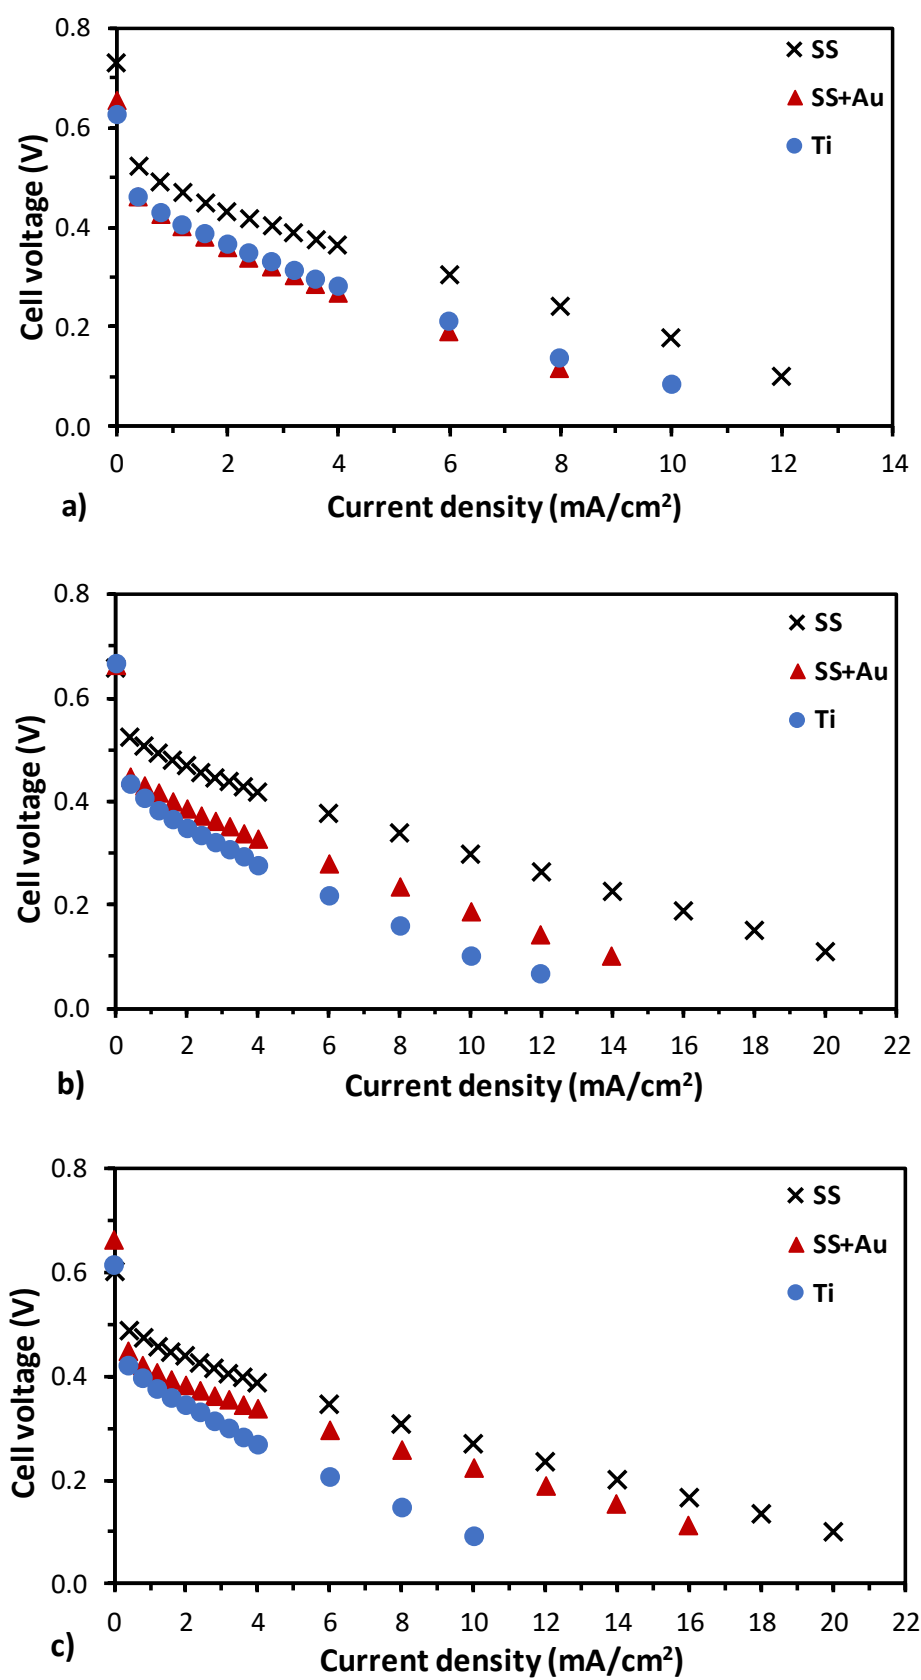 0.8
SS
0.6
SS+Au
Ti
0.4
0.2
0.0
Cell voltage (V)
0 2 4 6 8 10 12 14
Current density (mA/cm²)
a)
0.8
SS
SS+Au
0.6
Ti
0.4
0.2
0.0
Cell voltage (V)
0 2 4 6 8 10 12 14 16 18 20 22
Current density (mA/cm²)
b)
0.8
SS
SS+Au
0.6
Ti
0.4
0.2
0.0
Cell voltage (V)
0 2 4 6 8 10 12 14 16 18 20 22
Current density (mA/cm²)
c)